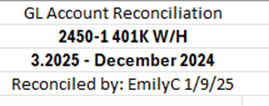 GL Account Reconciliation
2450-1 401K W/H
3.2025 - December 2024
Reconciled by: EmilyC 1/9/25